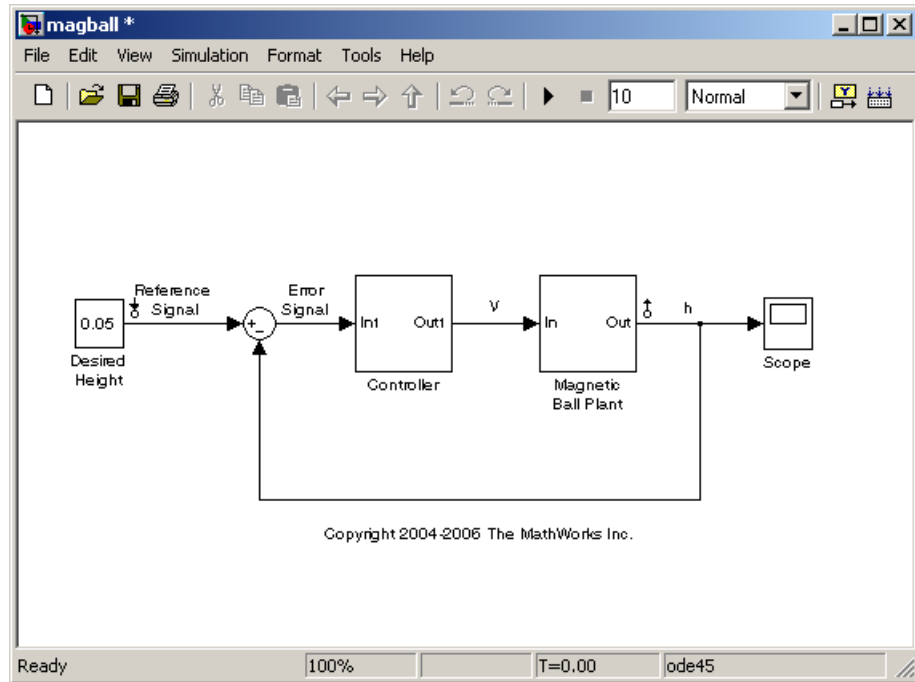 magball *
File Edit View Simulation Format Tools Help
10 Normal
Reference
Signal
Error
Signal
0.05
+
-
In1 Out1
V
In Out
h
Desired
Height
Controller
Magnetic
Ball Plant
Scope
Copyright 2004-2006 The MathWorks Inc.
Ready 100% T=0.00 ode45